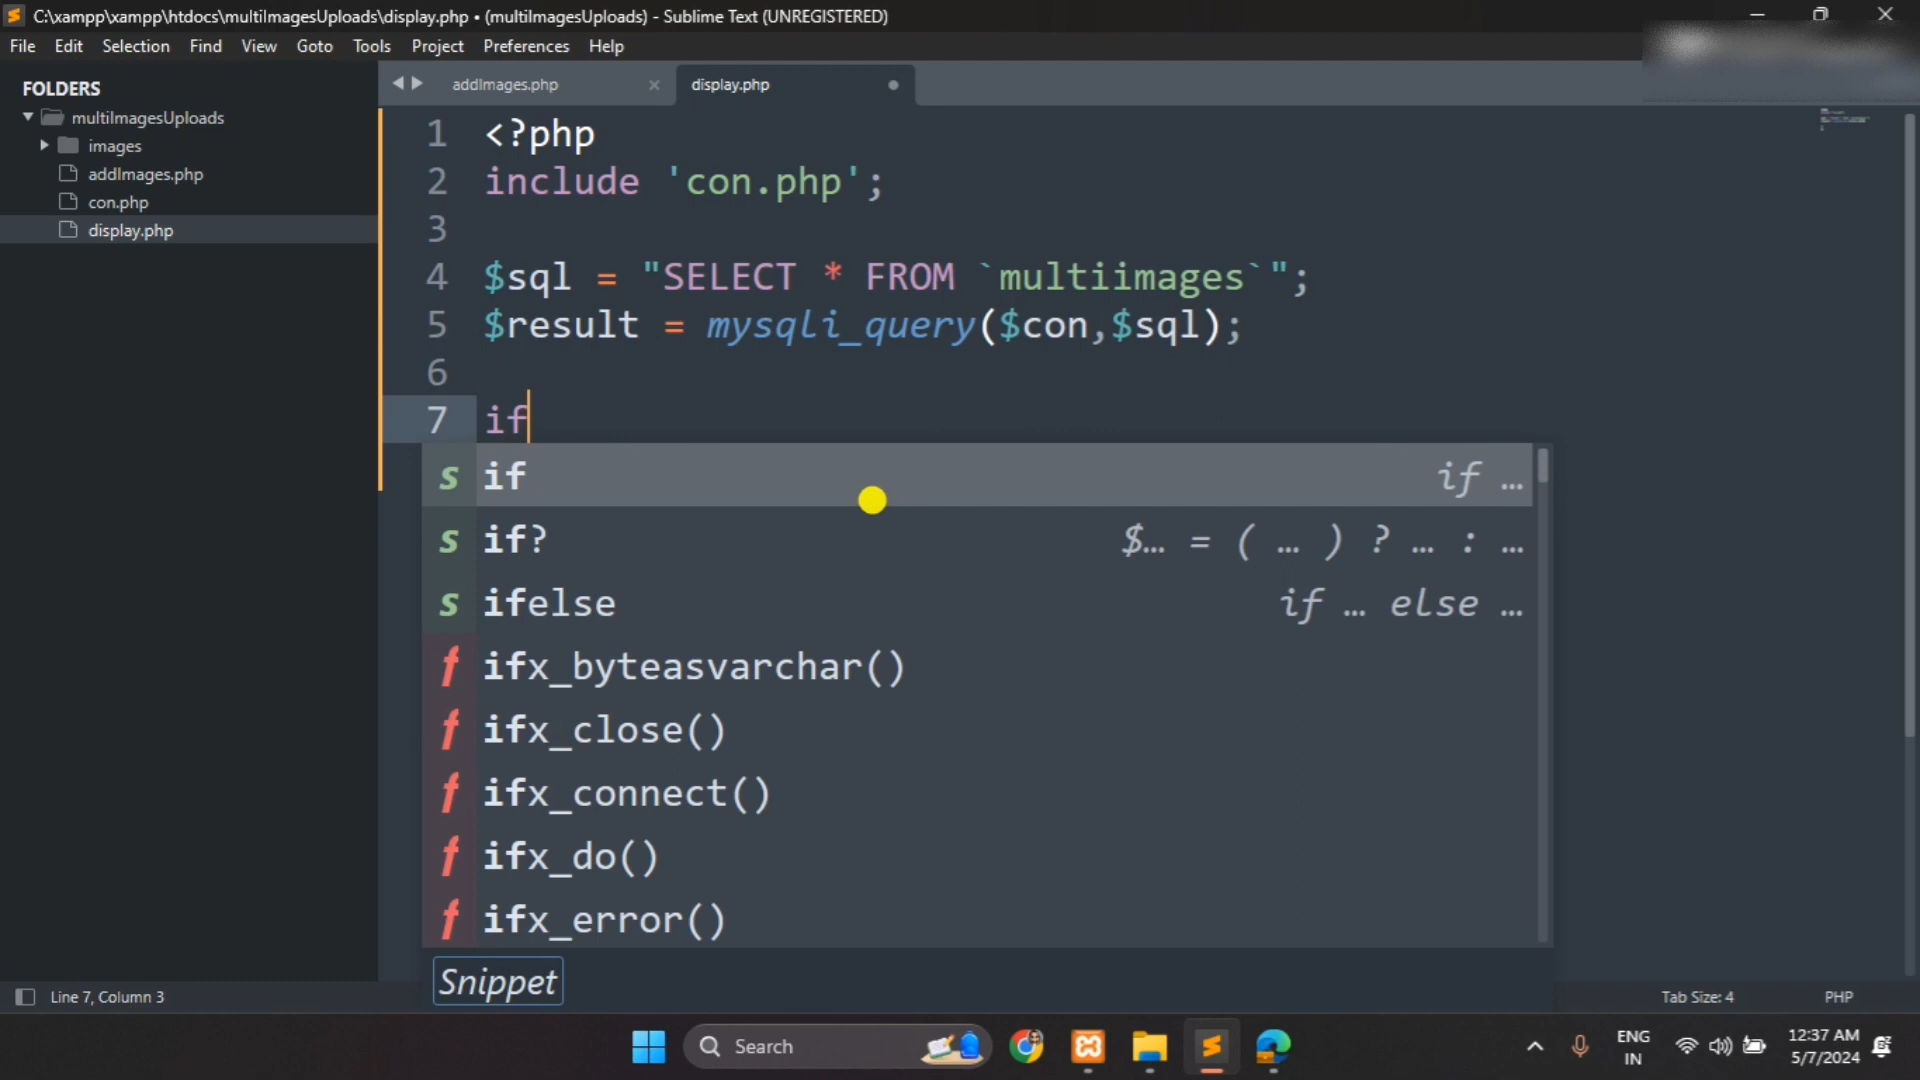 C:\xampp\xampp\htdocs\multiImagesUploads\display.php • (multiImagesUploads) - Sublime Text (UNREGISTERED)
File Edit Selection Find View Goto Tools Project Preferences Help
FOLDERS
multiImagesUploads
images
addImages.php
con.php
display.php
addImages.php
display.php
1 <?php
2 include 'con.php';
3
4 $sql = "SELECT * FROM `multiimages`";
5 $result = mysqli_query($con,$sql);
6
7 if
s if if …
s if? $… = ( … ) ? … : …
s ifelse if … else …
f ifx_byteasvarchar()
f ifx_close()
f ifx_connect()
f ifx_do()
f ifx_error()
Snippet
Line 7, Column 3
Tab Size: 4
PHP
Search
ENG
IN
12:37 AM
5/7/2024